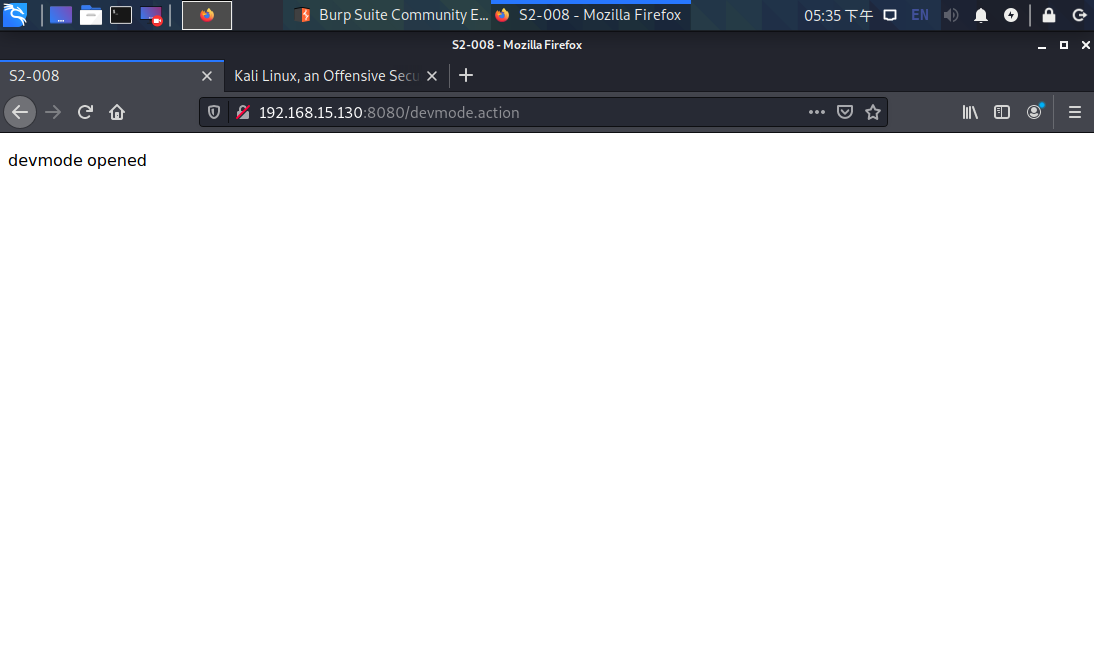 Burp Suite Community E...
S2-008 - Mozilla Firefox
05:35 下午
EN
S2-008 - Mozilla Firefox
S2-008
Kali Linux, an Offensive Secu
192.168.15.130:8080/devmode.action
devmode opened